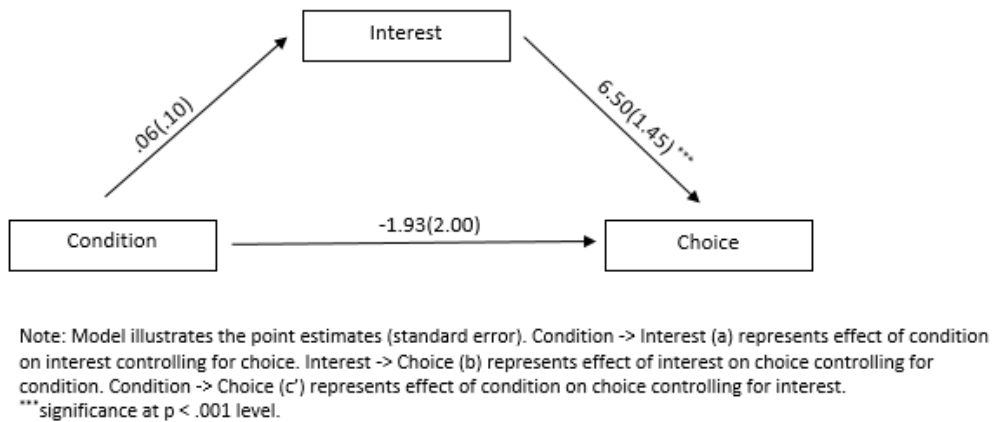 Interest
.06(.10)
6.50(1.45) ***
Condition
-1.93(2.00)
Choice
Note: Model illustrates the point estimates (standard error). Condition -> Interest (a) represents effect of condition
on interest controlling for choice. Interest -> Choice (b) represents effect of interest on choice controlling for
condition. Condition -> Choice (c’) represents effect of condition on choice controlling for interest.
***significance at p < .001 level.